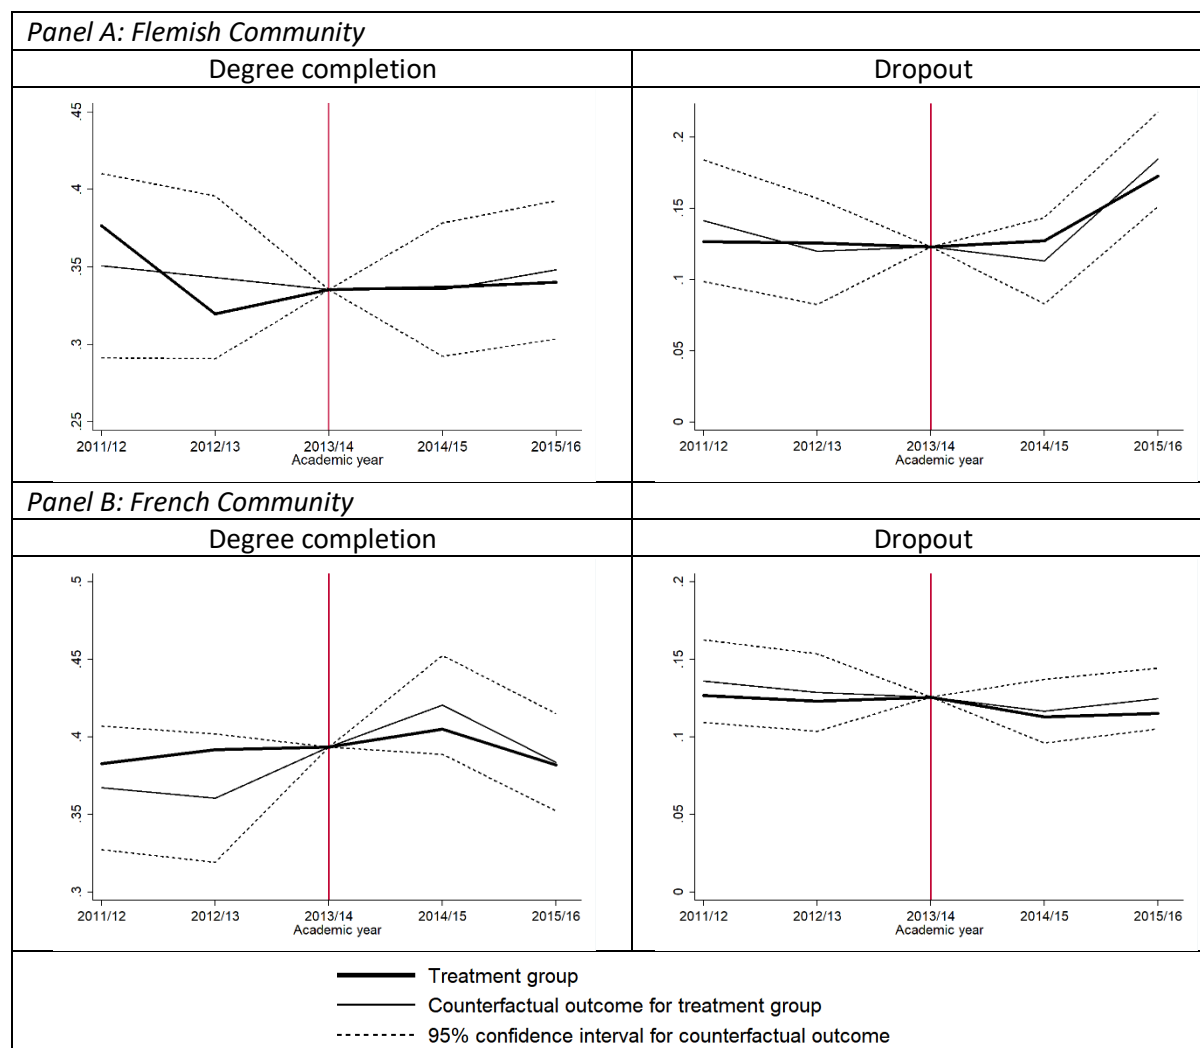 Panel A: Flemish Community
Degree completion
Dropout
.45
.4
.35
.3
.25
2011/12 2012/13 2013/14 2014/15 2015/16
Academic year
.2
.15
.1
.05
0
2011/12 2012/13 2013/14 2014/15 2015/16
Academic year
Panel B: French Community
Degree completion
Dropout
.5
.45
.4
.35
.3
2011/12 2012/13 2013/14 2014/15 2015/16
Academic year
.2
.15
.1
.05
0
2011/12 2012/13 2013/14 2014/15 2015/16
Academic year
Treatment group
Counterfactual outcome for treatment group
95% confidence interval for counterfactual outcome